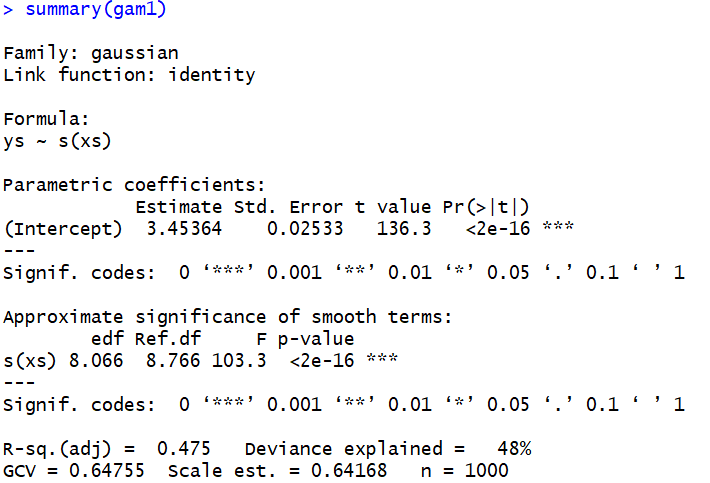 > summary(gam1)
Family: gaussian
Link function: identity
Formula:
ys ~ s(xs)
Parametric coefficients:
Estimate Std. Error t value Pr(>|t|)
(Intercept) 3.45364 0.02533 136.3 <2e-16 ***
---
Signif. codes: 0 ‘***’ 0.001 ‘**’ 0.01 ‘*’ 0.05 ‘.’ 0.1 ‘ ’ 1
Approximate significance of smooth terms:
edf Ref.df F p-value
s(xs) 8.066 8.766 103.3 <2e-16 ***
---
Signif. codes: 0 ‘***’ 0.001 ‘**’ 0.01 ‘*’ 0.05 ‘.’ 0.1 ‘ ’ 1
R-sq.(adj) = 0.475 Deviance explained = 48%
GCV = 0.64755 Scale est. = 0.64168 n = 1000